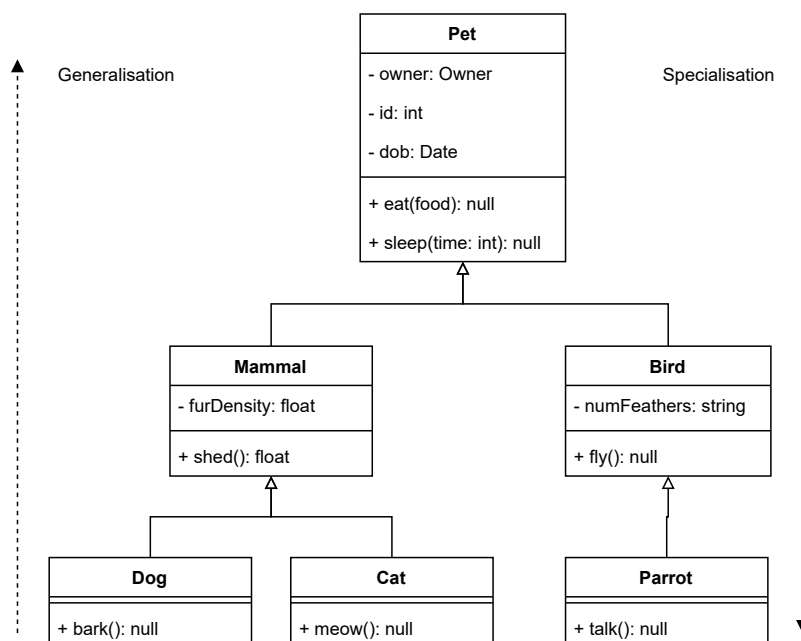 Pet
Generalisation
Specialisation
- owner: Owner
- id: int
- dob: Date
+ eat(food): null
+ sleep(time: int): null
Mammal
- furDensity: float
+ shed(): float
Bird
- numFeathers: string
+ fly(): null
Dog
+ bark(): null
Cat
+ meow(): null
Parrot
+ talk(): null